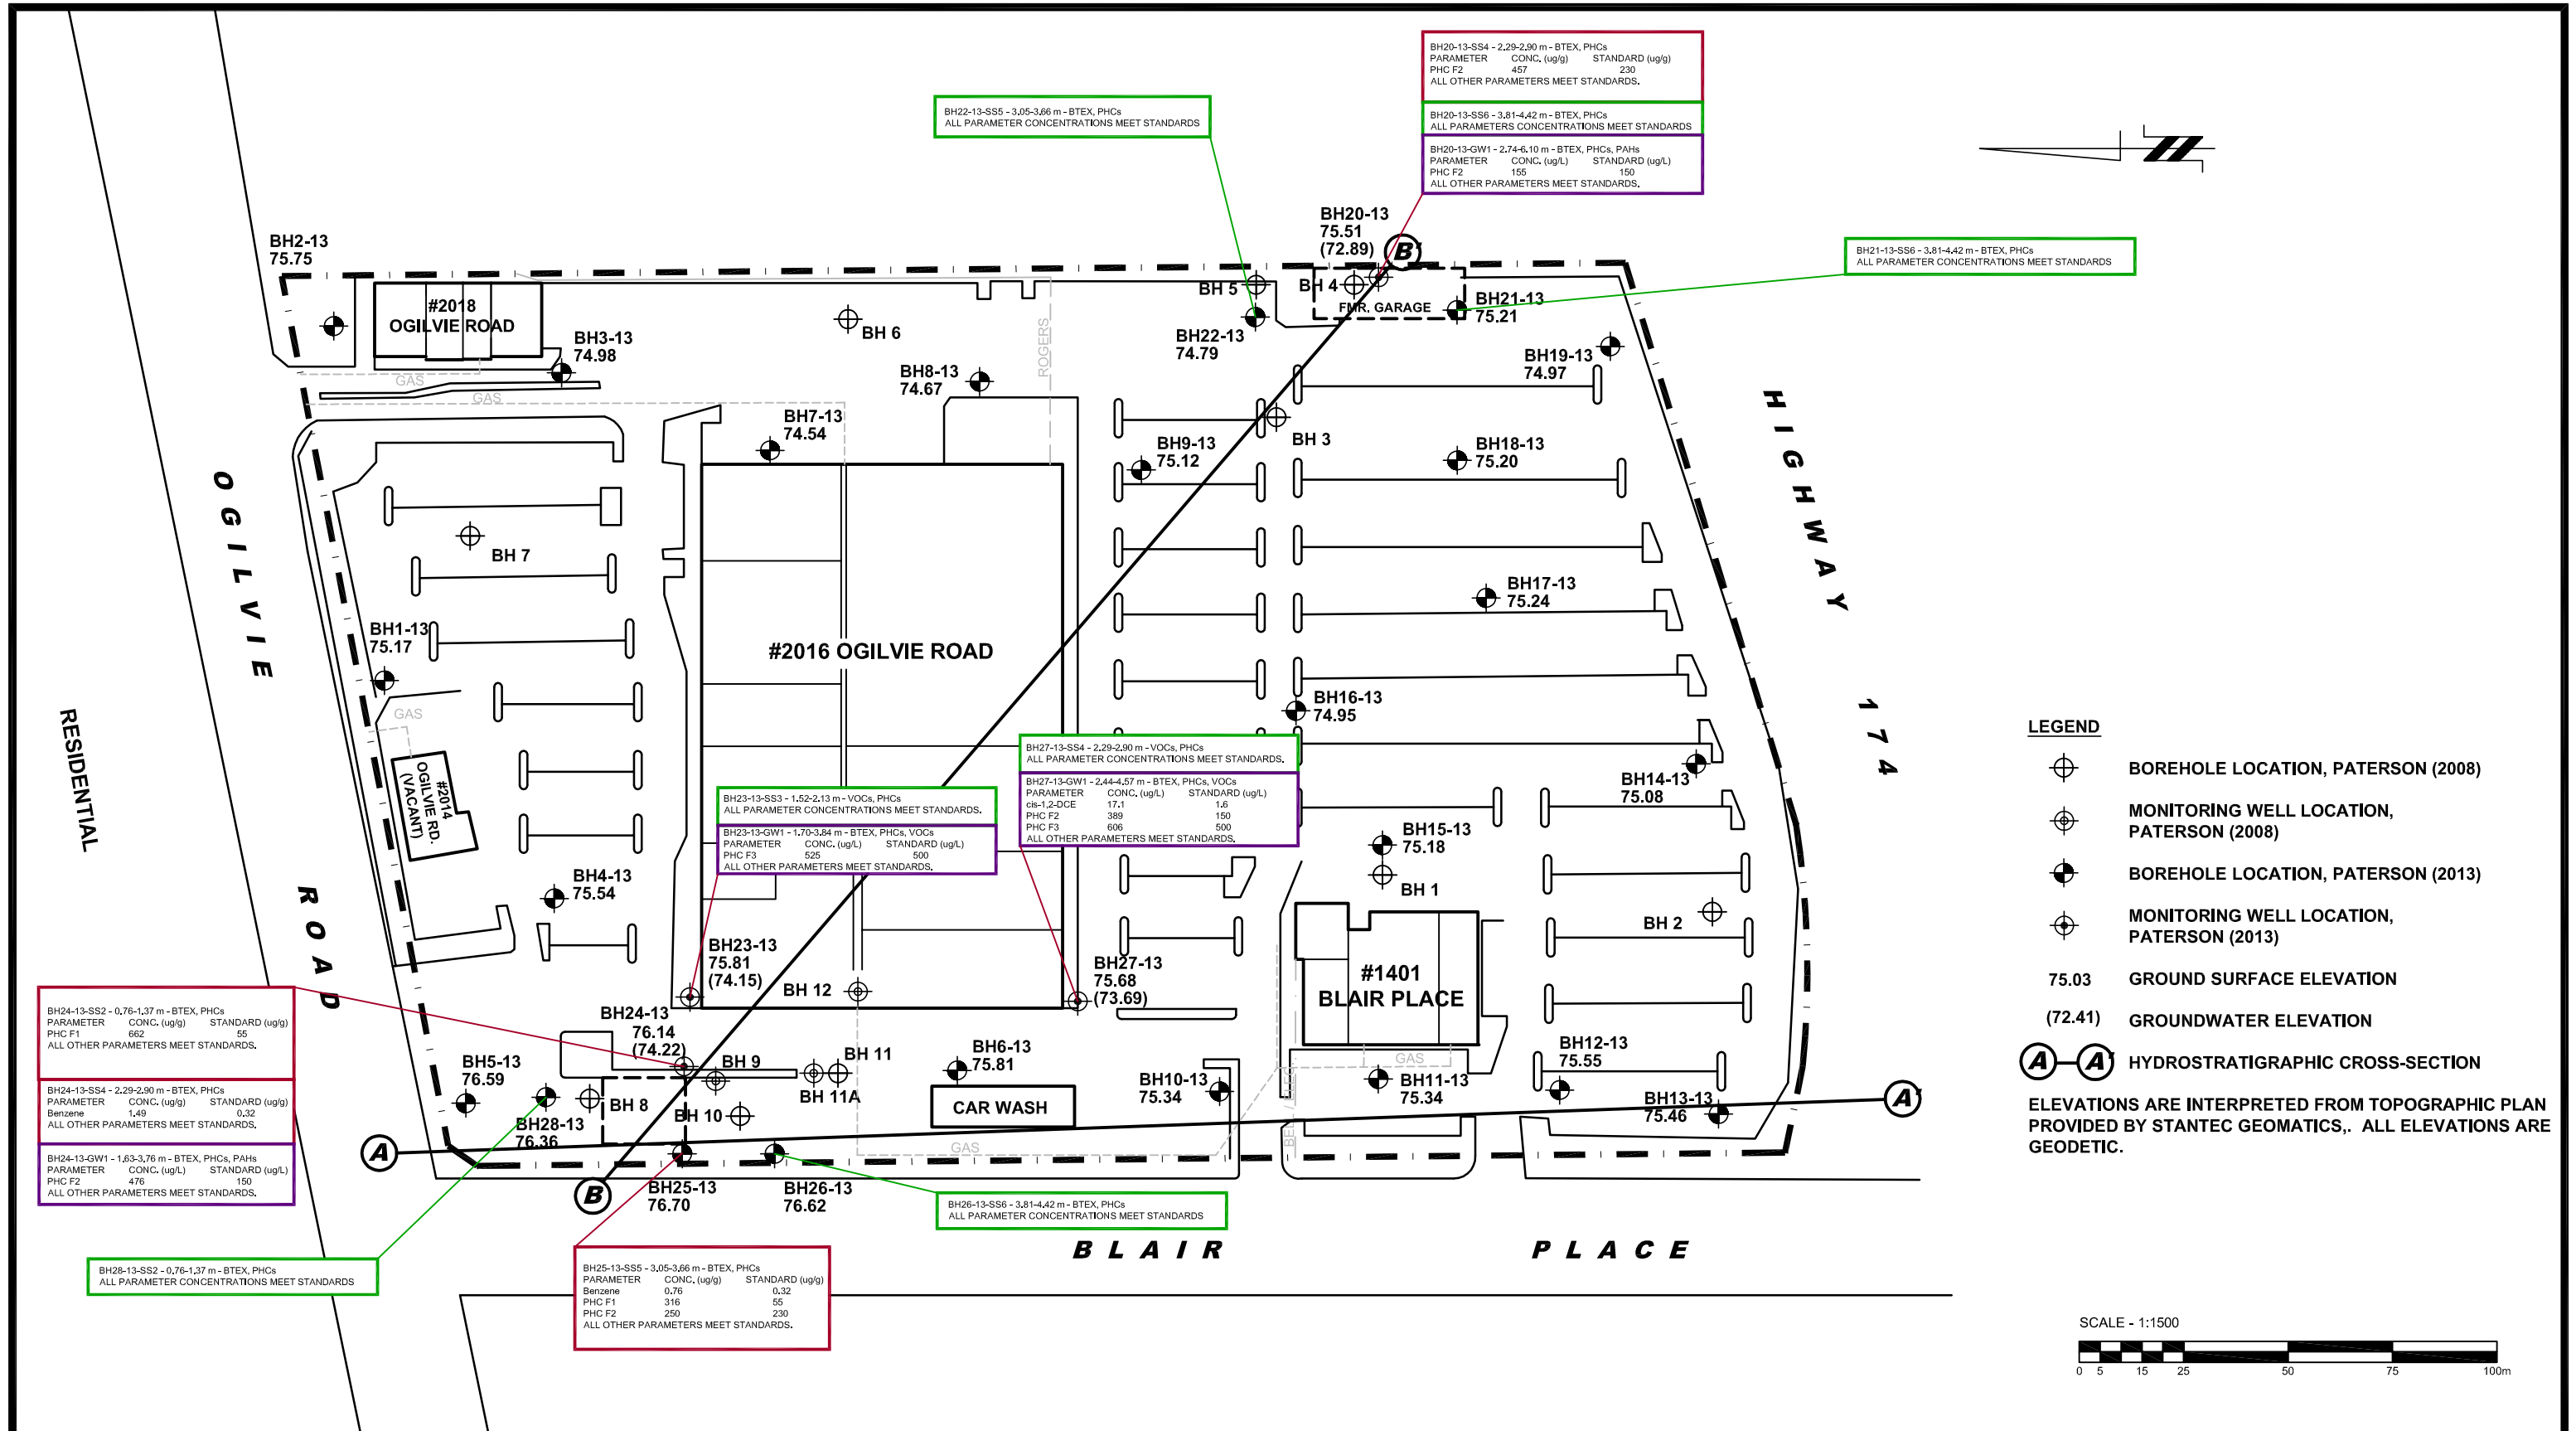 BH20-13-SS4 - 2.29-2.90 m - BTEX, PHCs
PARAMETER CONC. (ug/g) STANDARD (ug/g)
PHC F2 457 230
ALL OTHER PARAMETERS MEET STANDARDS.
BH20-13-SS6 - 3.81-4.42 m - BTEX, PHCs
ALL PARAMETERS CONCENTRATIONS MEET STANDARDS
BH20-13-GW1 - 2.74-6.10 m - BTEX, PHCs, PAHs
PARAMETER CONC. (ug/L) STANDARD (ug/L)
PHC F2 155 150
ALL OTHER PARAMETERS MEET STANDARDS.
BH22-13-SS5 - 3.05-3.66 m - BTEX, PHCs
ALL PARAMETER CONCENTRATIONS MEET STANDARDS
BH21-13-SS6 - 3.81-4.42 m - BTEX, PHCs
ALL PARAMETER CONCENTRATIONS MEET STANDARDS
BH2-13
75.75
BH20-13
75.51
(72.89)
B'
#2018
OGILVIE ROAD
BH 5
BH 4
FMR. GARAGE
BH21-13
75.21
BH 6
BH22-13
74.79
BH3-13
74.98
ROGERS
BH19-13
74.97
GAS
GAS
BH8-13
74.67
BH7-13
74.54
BH 3
BH9-13
75.12
BH18-13
75.20
HIGHWAY 174
OGILVIE ROAD
BH 7
BH17-13
75.24
BH1-13
75.17
#2016 OGILVIE ROAD
BH16-13
74.95
GAS
RESIDENTIAL
#2014
OGILVIE RD.
(VACANT)
BH27-13-SS4 - 2.29-2.90 m - VOCs, PHCs
ALL PARAMETER CONCENTRATIONS MEET STANDARDS.
BH27-13-GW1 - 2.44-4.57 m - BTEX, PHCs, VOCs
PARAMETER CONC. (ug/L) STANDARD (ug/L)
cis-1,2-DCE 17.1 1.6
PHC F2 389 150
PHC F3 606 500
ALL OTHER PARAMETERS MEET STANDARDS.
BH23-13-SS3 - 1.52-2.13 m - VOCs, PHCs
ALL PARAMETER CONCENTRATIONS MEET STANDARDS.
BH23-13-GW1 - 1.70-3.84 m - BTEX, PHCs, VOCs
PARAMETER CONC. (ug/L) STANDARD (ug/L)
PHC F3 525 500
ALL OTHER PARAMETERS MEET STANDARDS.
BH14-13
75.08
BH15-13
75.18
BH 1
BH4-13
75.54
BH 2
BH23-13
75.81
(74.15)
BH 12
BH27-13
75.68
(73.69)
#1401
BLAIR PLACE
BH24-13
76.14
(74.22)
BH24-13-SS2 - 0.76-1.37 m - BTEX, PHCs
PARAMETER CONC. (ug/g) STANDARD (ug/g)
PHC F1 662 55
ALL OTHER PARAMETERS MEET STANDARDS.
BH24-13-SS4 - 2.29-2.90 m - BTEX, PHCs
PARAMETER CONC. (ug/g) STANDARD (ug/g)
Benzene 1.49 0.32
ALL OTHER PARAMETERS MEET STANDARDS.
BH24-13-GW1 - 1.63-3.76 m - BTEX, PHCs, PAHs
PARAMETER CONC. (ug/L) STANDARD (ug/L)
PHC F2 476 150
ALL OTHER PARAMETERS MEET STANDARDS.
BH5-13
76.59
BH 9
BH 11
BH 11A
BH6-13
75.81
BH 8
BH 10
BH28-13
76.36
CAR WASH
BH10-13
75.34
GAS
BH11-13
75.34
BH12-13
75.55
BH13-13
75.46
A
A'
GAS
B
BH25-13
76.70
BH26-13
76.62
BH26-13-SS6 - 3.81-4.42 m - BTEX, PHCs
ALL PARAMETER CONCENTRATIONS MEET STANDARDS
BH28-13-SS2 - 0.76-1.37 m - BTEX, PHCs
ALL PARAMETER CONCENTRATIONS MEET STANDARDS
BH25-13-SS5 - 3.05-3.66 m - BTEX, PHCs
PARAMETER CONC. (ug/g) STANDARD (ug/g)
Benzene 0.76 0.32
PHC F1 316 55
PHC F2 250 230
ALL OTHER PARAMETERS MEET STANDARDS.
BLAIR PLACE
LEGEND
BOREHOLE LOCATION, PATERSON (2008)
MONITORING WELL LOCATION,
PATERSON (2008)
BOREHOLE LOCATION, PATERSON (2013)
MONITORING WELL LOCATION,
PATERSON (2013)
75.03 GROUND SURFACE ELEVATION
(72.41) GROUNDWATER ELEVATION
A A' HYDROSTRATIGRAPHIC CROSS-SECTION
ELEVATIONS ARE INTERPRETED FROM TOPOGRAPHIC PLAN
PROVIDED BY STANTEC GEOMATICS,. ALL ELEVATIONS ARE
GEODETIC.
SCALE - 1:1500
0 5 15 25 50 75 100m